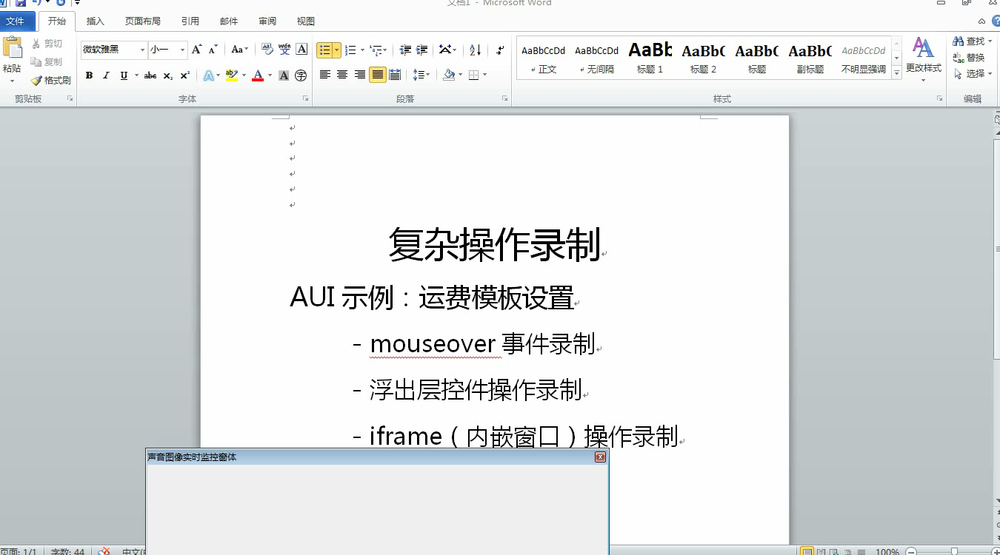 文档1 - Microsoft Word
文件 开始 插入 页面布局 引用 邮件 审阅 视图
粘贴 剪切 复制 格式刷
剪贴板
微软雅黑 小一
字体
段落
AaBbCcDd AaBbCcDd AaBb AaBb( AaBb( AaBb( AaBbCcDd
正文 无间隔 标题 1 标题 2 标题 副标题 不明显强调
更改样式
样式
查找
替换
选择
编辑
复杂操作录制
AUI 示例：运费模板设置
- mouseover 事件录制
- 浮出层控件操作录制
- iframe（内嵌窗口）操作录制
声音图像实时监控窗体
页面: 1/1 字数: 44 中文(
100%